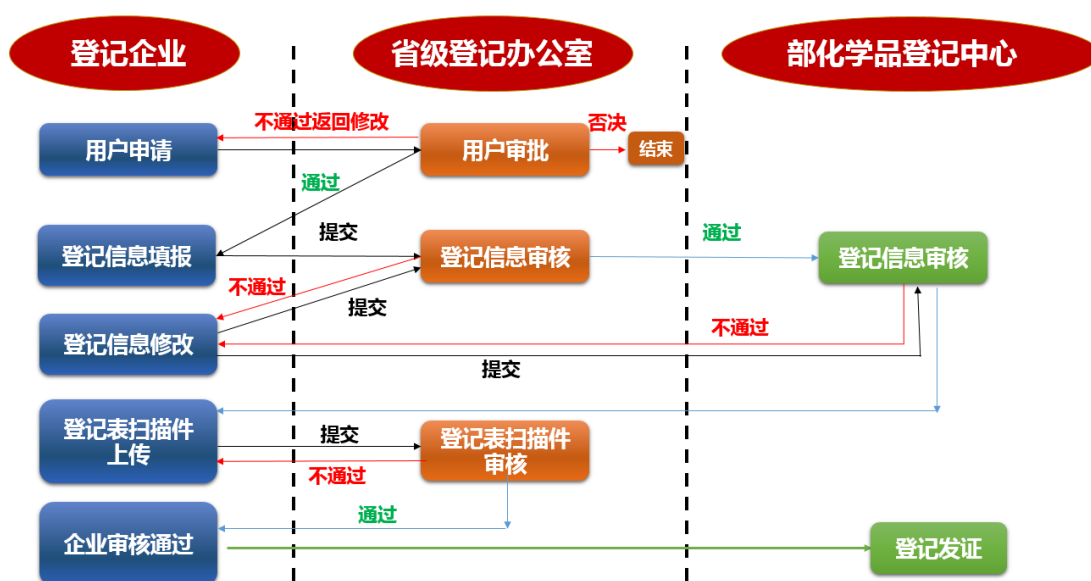 登记企业
省级登记办公室
部化学品登记中心
不通过返回修改
否决
用户申请
用户审批
结束
通过
提交
通过
登记信息填报
登记信息审核
登记信息审核
不通过
提交
不通过
登记信息修改
提交
登记表扫描件
上传
提交
登记表扫描件
审核
不通过
通过
企业审核通过
登记发证